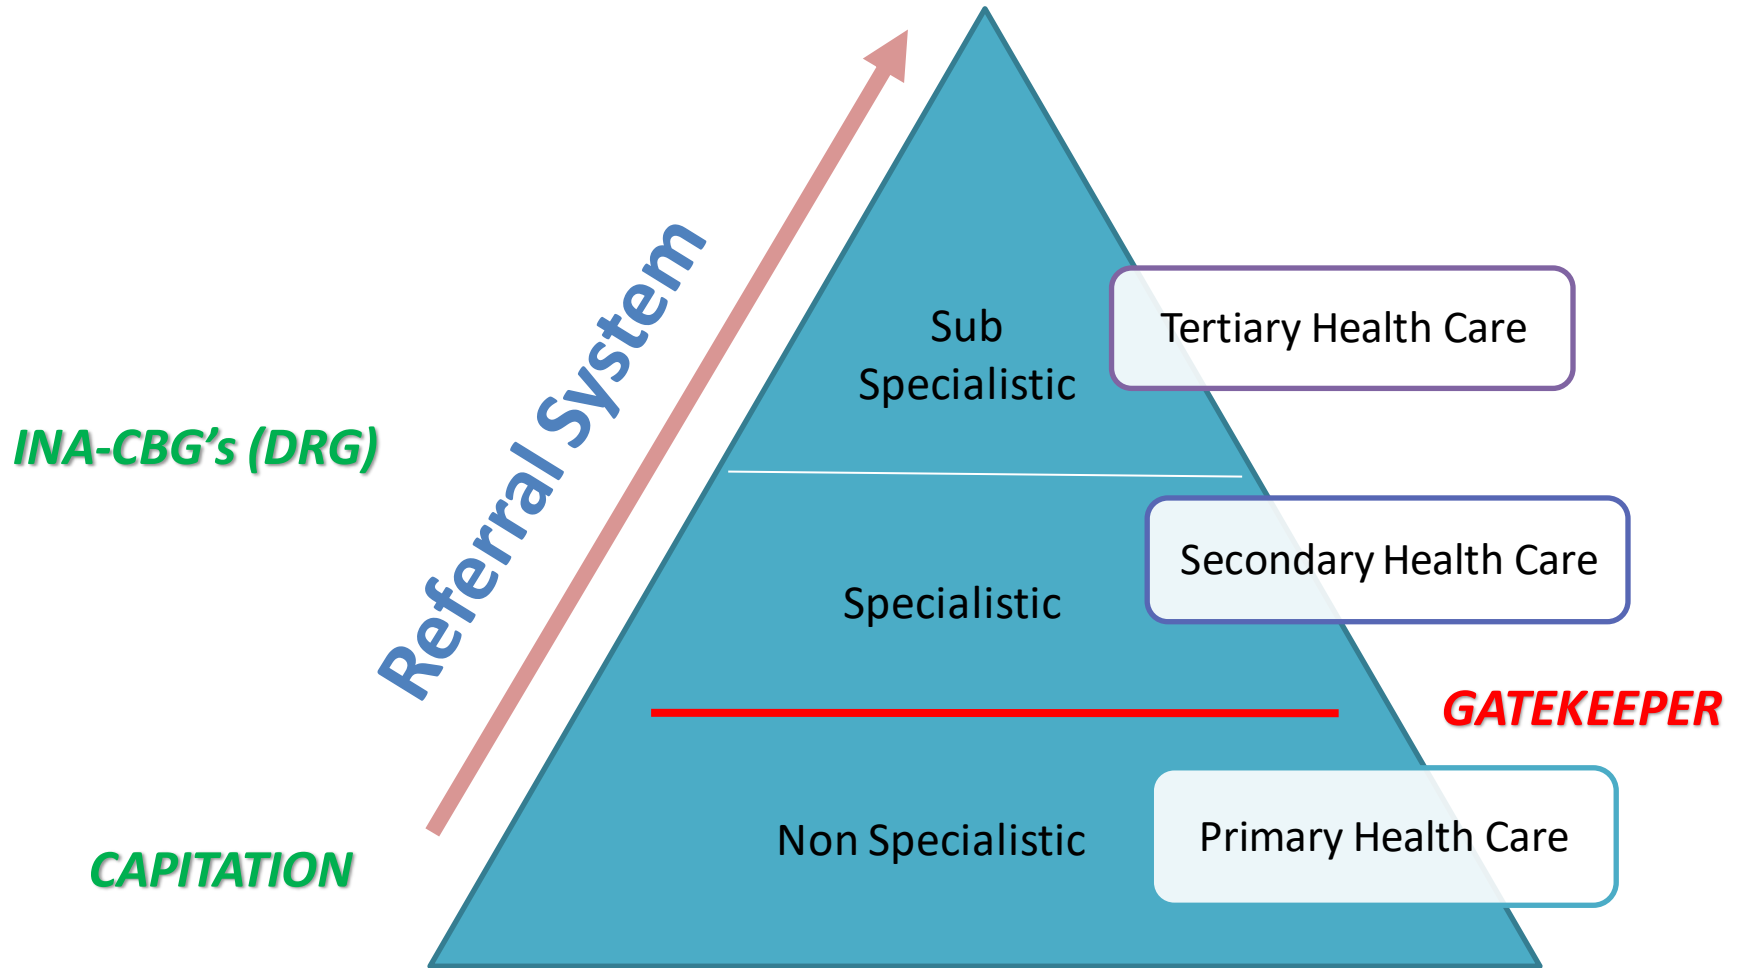 Referral System
Sub
Specialistic
Tertiary Health Care
INA-CBG’s (DRG)
Specialistic
Secondary Health Care
GATEKEEPER
Non Specialistic
Primary Health Care
CAPITATION